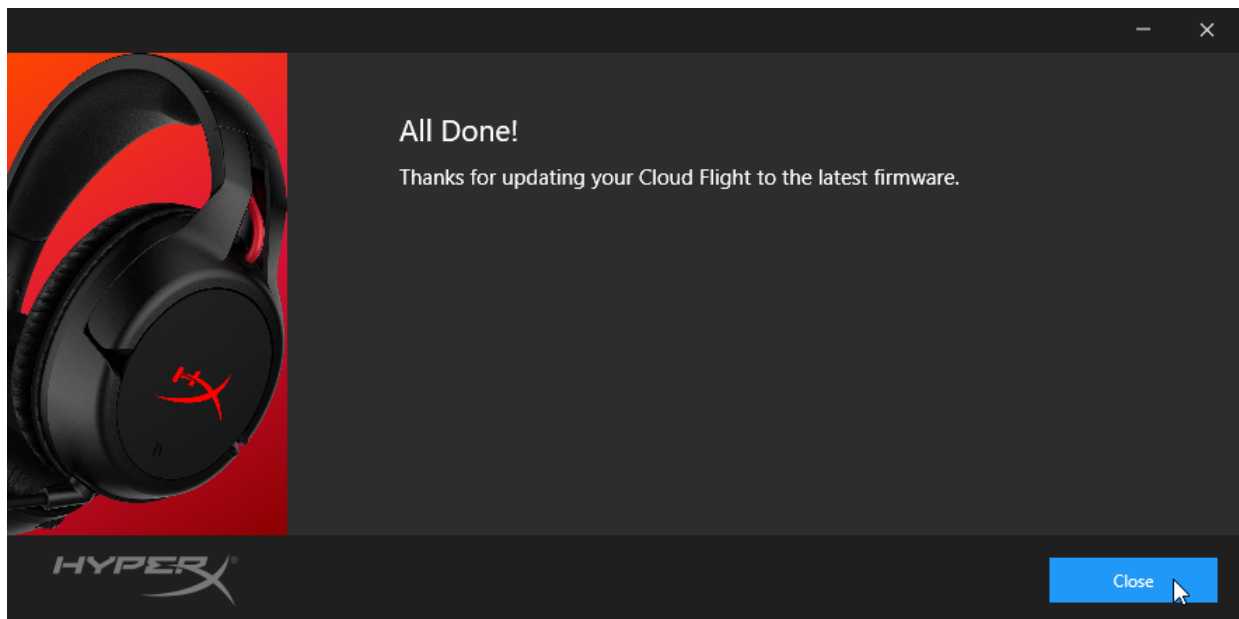 All Done!
Thanks for updating your Cloud Flight to the latest firmware.
HYPERX
Close